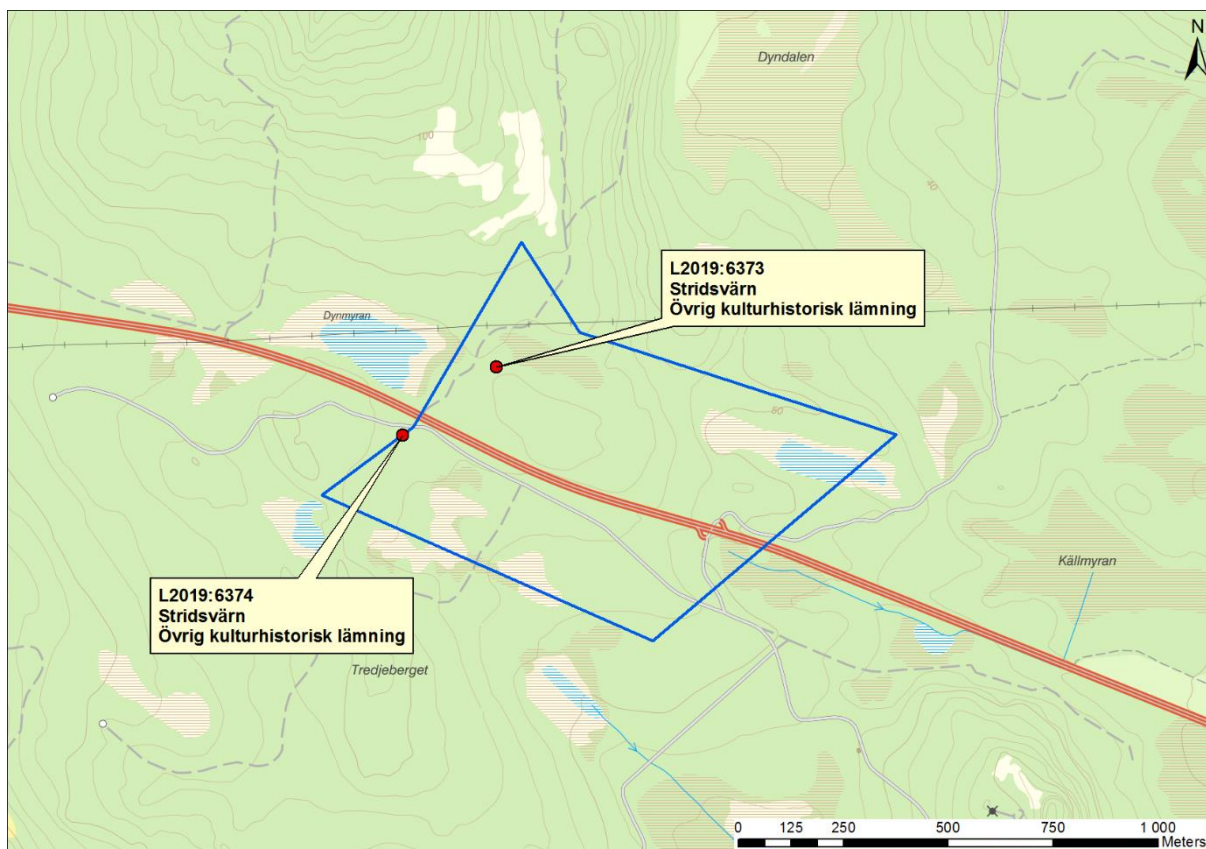 N
Dyndalen
100
40
L2019:6373
Stridsvärn
Övrig kulturhistorisk lämning
Dynmyran
60
Källmyran
L2019:6374
Stridsvärn
Övrig kulturhistorisk lämning
Tredjeberget
0 125 250 500 750 1 000
Meters